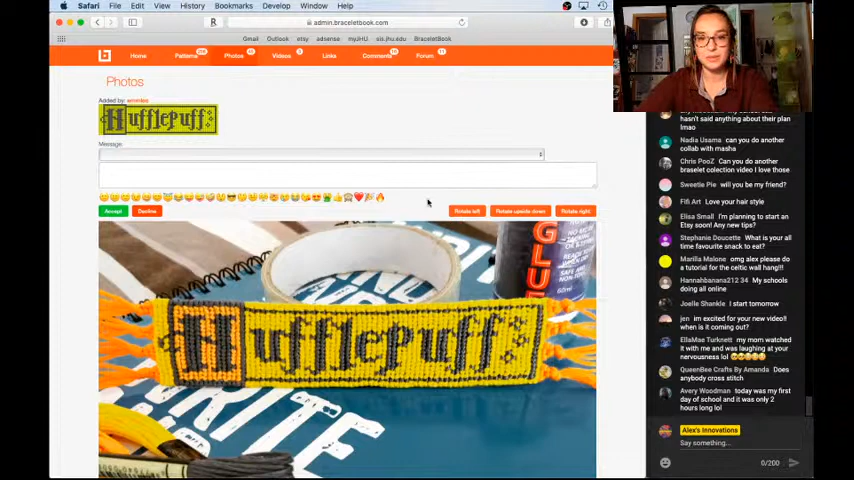 Safari File Edit View History Bookmarks Develop Window Help
admin.braceletbook.com
Gmail Outlook etsy adsense myJHU sis.jhu.edu BraceletBook
Home Patterns Photos Videos Links Comments Forum
Photos
Added by:
Hufflepuff
Message:
Accept Decline Rotate left Rotate upside down Rotate right
GLUE
Hufflepuff
WRITE
hasn't said anything about their plan
lmao
Nadia Usama can you do another
collab with masha
Chris PooZ Can you do another
braselet colection video I love those
Sweetie Pie will you be my friend?
Fifi Art Love your hair style
Elisa Small I'm planning to start an
Etsy soon! Any new tips?
Stephanie Doucette What is your all
time favourite snack to eat?
Marilla Malone omg alex please do
a tutorial for the celtic wall hang!!!
Hannahbanana212 34 My schools
doing all online
Joelle Shankle I start tomorrow
jen im excited for your new video!!
when is it coming out?
EllaMae Turknett my mom watched
it with me and was laughing at your
nervousness lol
QueenBee Crafts By Amanda Does
anybody cross stitch
Avery Woodman today was my first
day of school and it was only 2
hours long lol
Alex's Innovations
Say something...
0/200